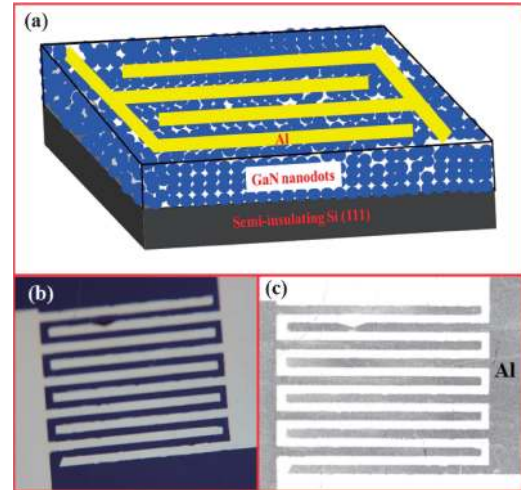 (a)
Al
GaN nanodots
Semi-insulating Si (111)
(b)
(c)
Al